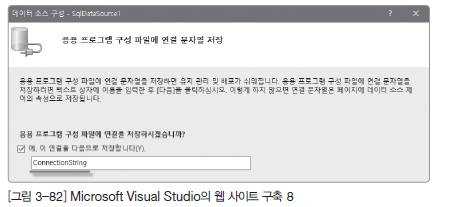 데이터 소스 구성 - SqlDataSource1
응용 프로그램 구성 파일에 연결 문자열 저장
응용 프로그램 구성 파일에 연결 문자열을 저장하면 유지 관리 및 배포가 쉬워집니다. 응용 프로그램 구성 파일에 연결 문자열을
저장하려면 텍스트 상자에 이름을 입력한 후 [다음]을 클릭하십시오. 이렇게 하지 않으면 연결 문자열은 페이지에 데이터 소스 제
어의 속성으로 저장됩니다.
응용 프로그램 구성 파일에 연결을 저장하시겠습니까?
예, 이 연결을 다음으로 저장합니다(Y).
ConnectionString
[그림 3-82] Microsoft Visual Studio의 웹 사이트 구축 8